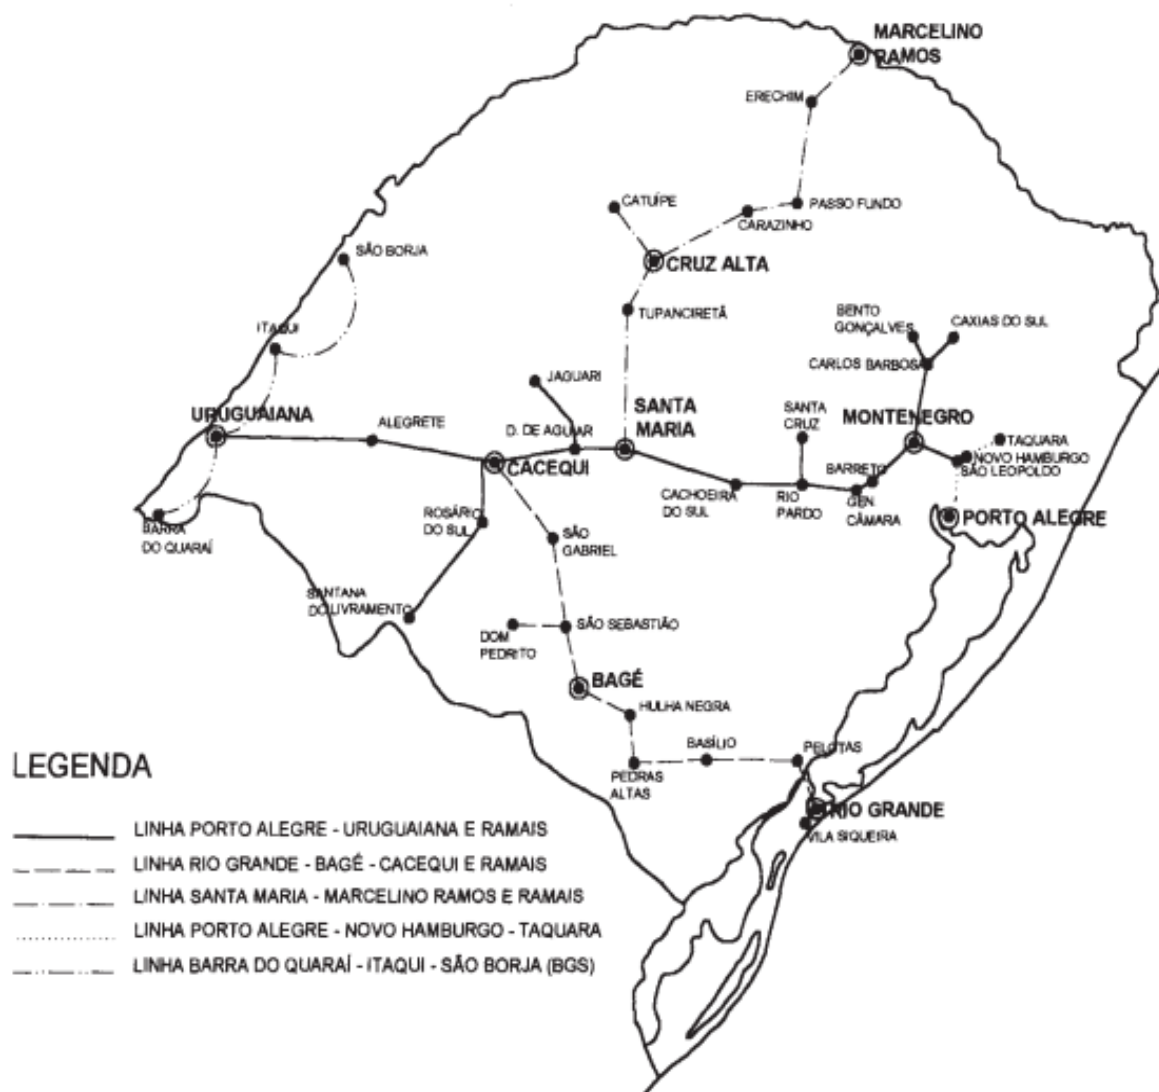 MARCELINO
RAMOS
ERECHIM
CATUÍPE
PASSO FUNDO
CARAZINHO
SÃO BORJA
CRUZ ALTA
TUPANCIRETÃ
ITAQUI
BENTO
GONÇALVES
CAXIAS DO SUL
CARLOS BARBOSA
JAGUARI
URUGUAIANA
ALEGRETE
D. DE AGUIAR
SANTA
MARIA
SANTA
CRUZ
MONTENEGRO
TAQUARA
NOVO HAMBURGO
SÃO LEOPOLDO
CACEQUI
BARRETO
CACHOEIRA
DO SUL
RIO
PARDO
GEN.
CÂMARA
PORTO ALEGRE
ROSÁRIO
DO SUL
BARRA
DO QUARAÍ
SÃO
GABRIEL
SANTANA
DO LIVRAMENTO
SÃO SEBASTIÃO
DOM
PEDRITO
BAGÉ
HULHA NEGRA
BASÍLIO
PELOTAS
PEDRAS
ALTAS
RIO GRANDE
VILA SIQUEIRA
LEGENDA
LINHA PORTO ALEGRE - URUGUAIANA E RAMAIS
LINHA RIO GRANDE - BAGÉ - CACEQUI E RAMAIS
LINHA SANTA MARIA - MARCELINO RAMOS E RAMAIS
LINHA PORTO ALEGRE - NOVO HAMBURGO - TAQUARA
LINHA BARRA DO QUARAÍ - ITAQUI - SÃO BORJA (BGS)